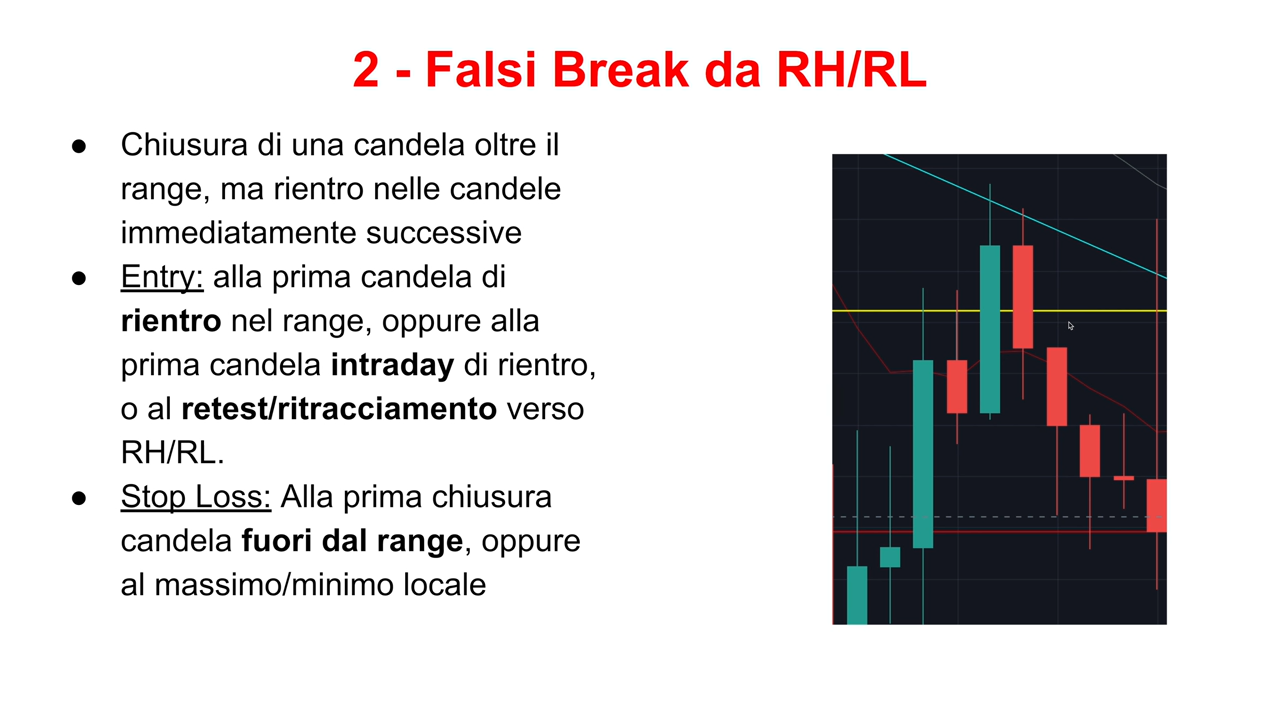 2 - Falsi Break da RH/RL
● Chiusura di una candela oltre il
range, ma rientro nelle candele
immediatamente successive
● Entry: alla prima candela di
rientro nel range, oppure alla
prima candela intraday di rientro,
o al retest/ritracciamento verso
RH/RL.
● Stop Loss: Alla prima chiusura
candela fuori dal range, oppure
al massimo/minimo locale